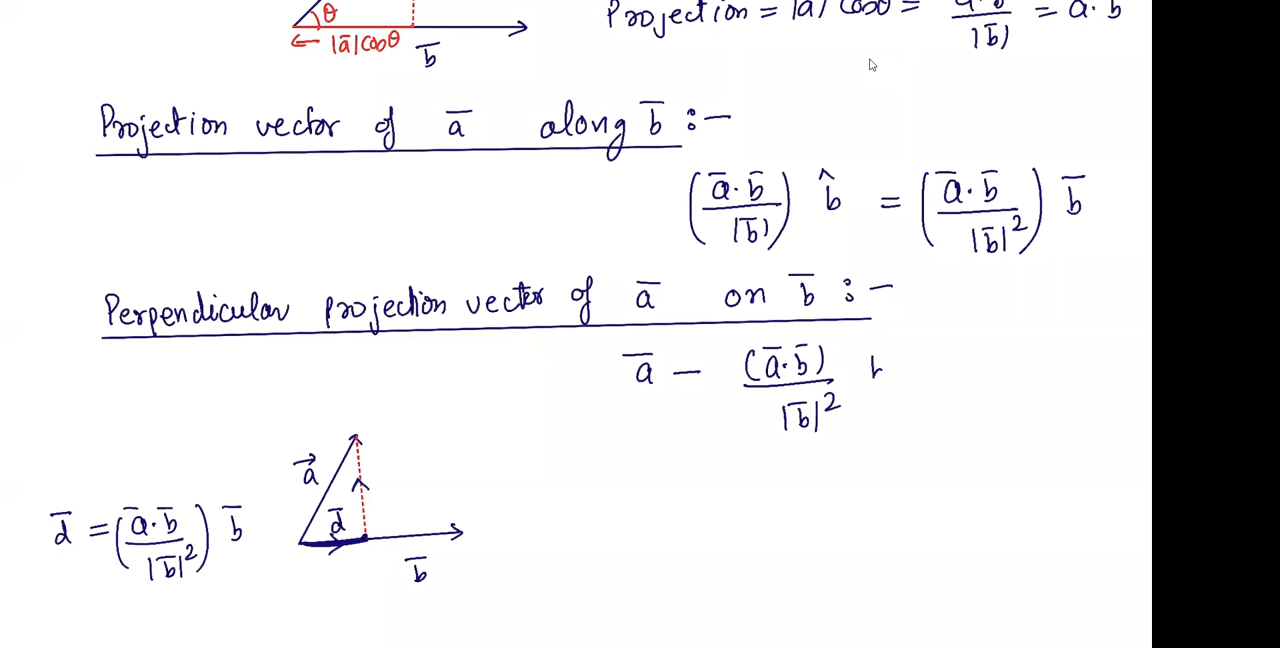 θ Projection = |a| cosθ = a̅·b̅/|b̅| = a̅·b̂
← |a̅|cosθ b̅
Projection vector of a̅ along b̅ :-
(a̅·b̅/|b̅|) b̂ = (a̅·b̅/|b̅|²) b̅
Perpendicular projection vector of a̅ on b̅ :-
a̅ - (a̅·b̅)/|b̅|²
a⃗
d̅ = (a̅·b̅/|b̅|²) b̅ d̅
b̅